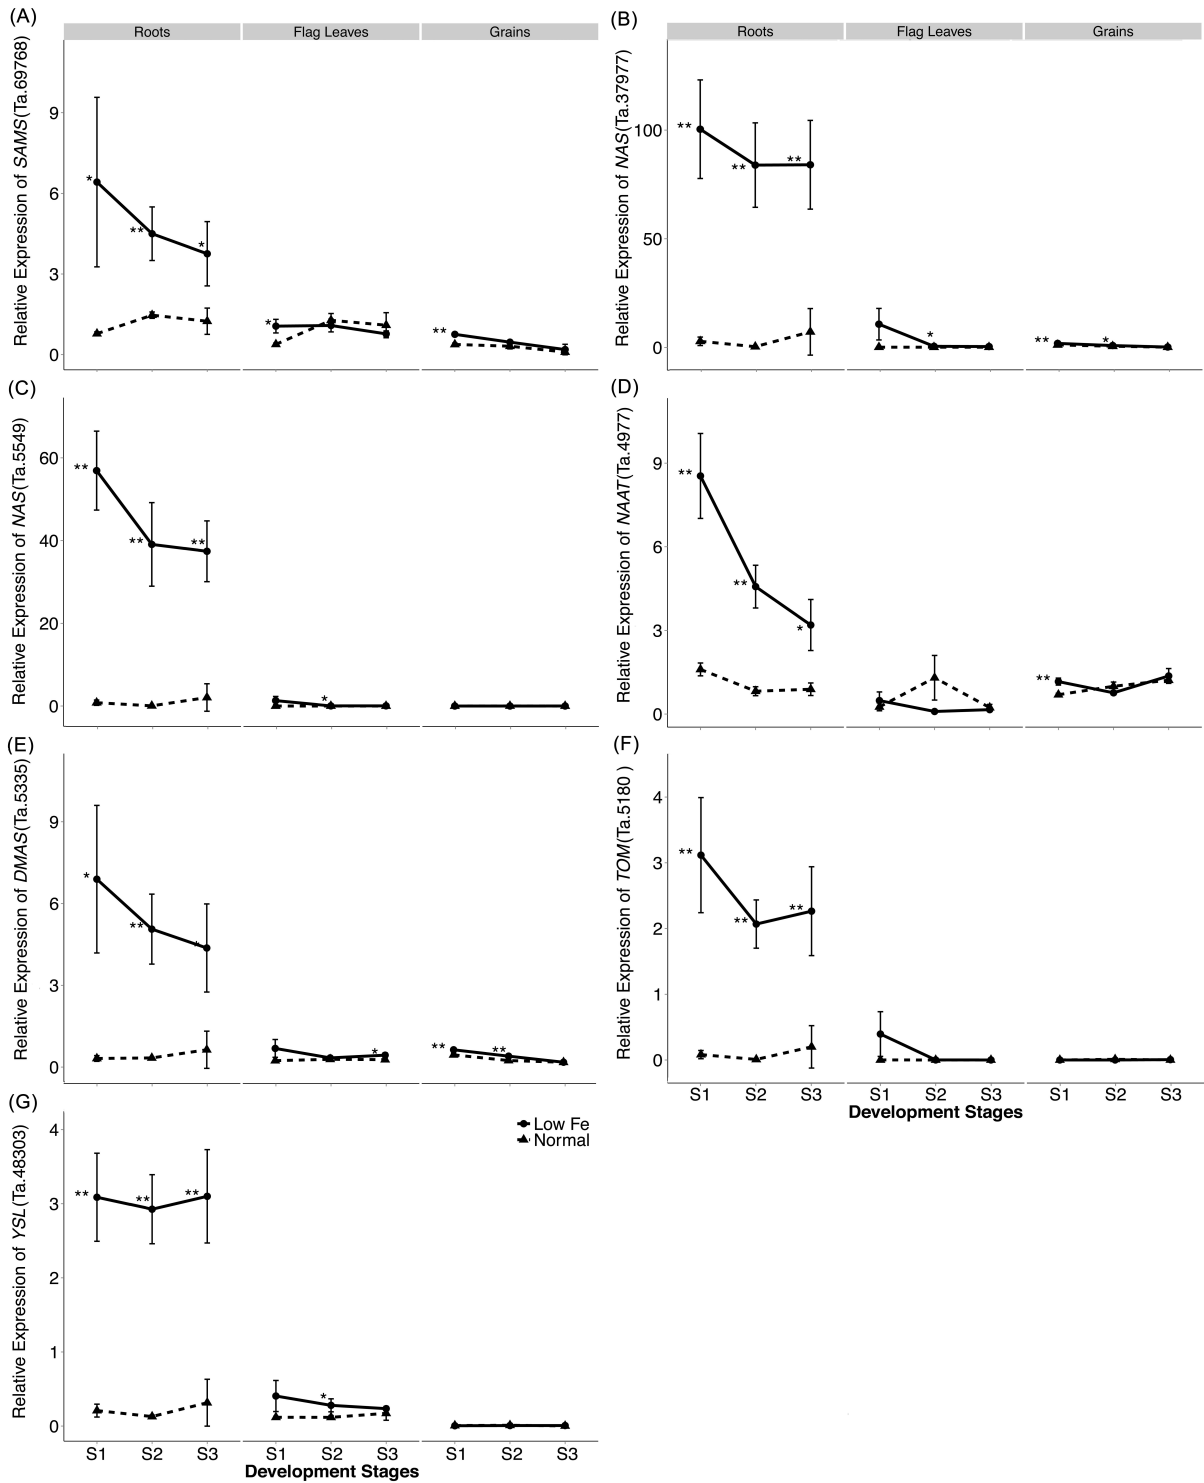 (A)
Roots Flag Leaves Grains
Relative Expression of SAMS(Ta.69768)
9
6
3
0
* ** * * **
(B)
Roots Flag Leaves Grains
Relative Expression of NAS(Ta.37977)
100
50
0
** ** ** * ** *
(C)
Relative Expression of NAS(Ta.5549)
60
40
20
0
** ** ** *
(D)
Relative Expression of NAAT(Ta.4977)
9
6
3
0
** ** * **
(E)
Relative Expression of DMAS(Ta.5335)
9
6
3
0
* ** * * ** **
(F)
Relative Expression of TOM(Ta.5180 )
4
3
2
1
0
** ** **
S1 S2 S3 S1 S2 S3 S1 S2 S3
Development Stages
(G)
Relative Expression of YSL(Ta.48303)
4
3
2
1
0
** ** ** *
Low Fe
Normal
S1 S2 S3 S1 S2 S3 S1 S2 S3
Development Stages